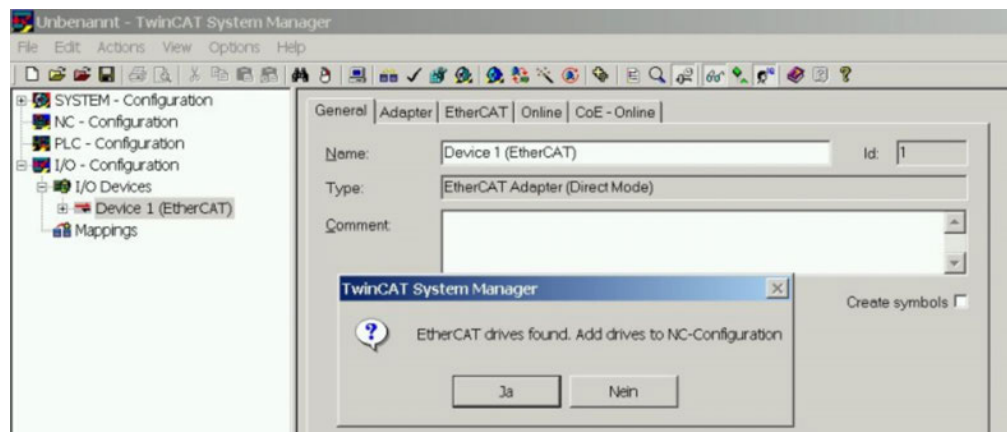 Unbenannt - TwinCAT System Manager
File Edit Actions View Options Help
SYSTEM - Configuration
NC - Configuration
PLC - Configuration
I/O - Configuration
I/O Devices
Device 1 (EtherCAT)
Mappings
General Adapter EtherCAT Online CoE - Online
Name: Device 1 (EtherCAT) Id: 1
Type: EtherCAT Adapter (Direct Mode)
Comment:
Create symbols
TwinCAT System Manager
EtherCAT drives found. Add drives to NC-Configuration
Ja Nein